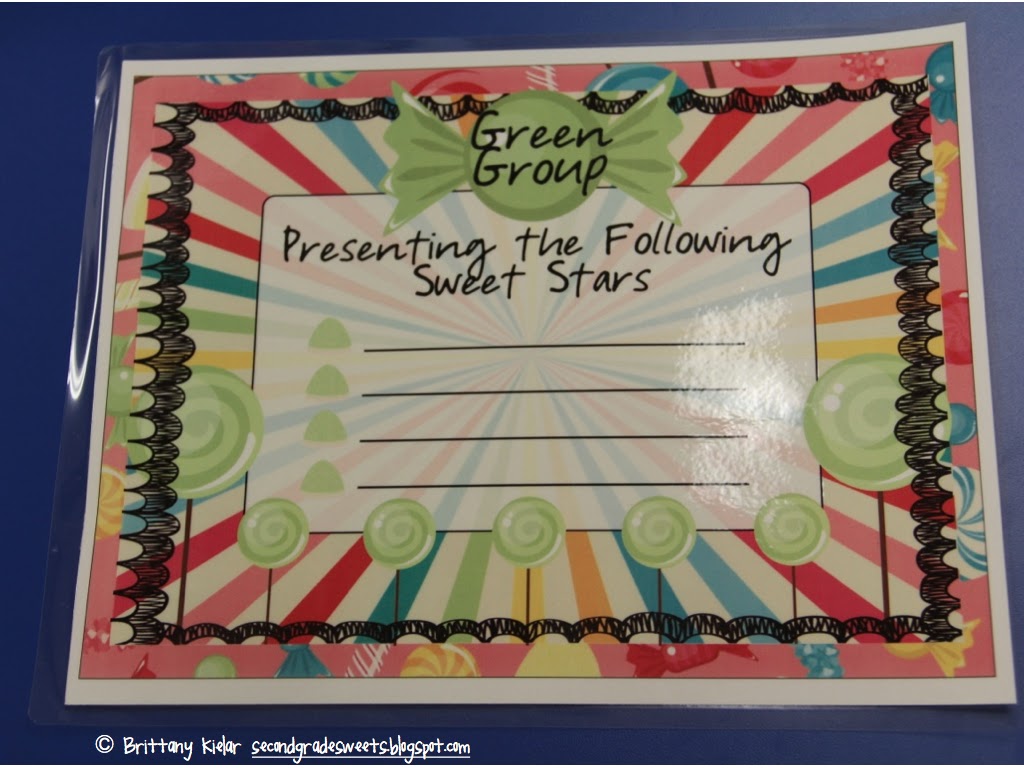 Green
Group
Presenting the Following
Sweet Stars
© Brittany Kielar secondgradesweets.blogspot.com